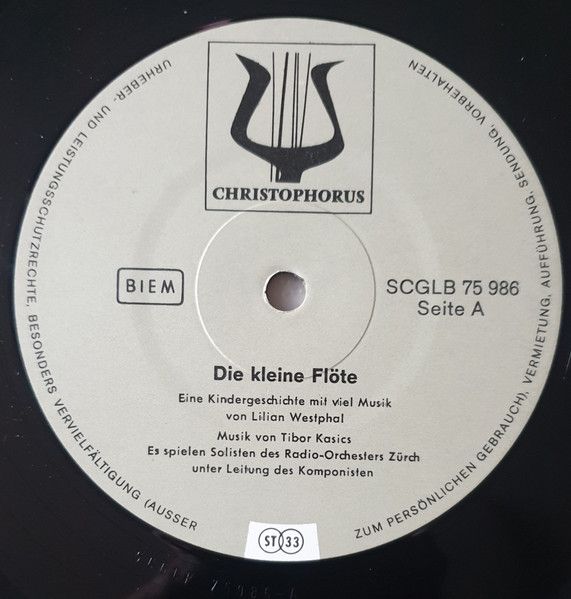 CHRISTOPHORUS
BIEM
SCGLB 75 986
Seite A
Die kleine Flöte
Eine Kindergeschichte mit viel Musik
von Lilian Westphal
Musik von Tibor Kasics
Es spielen Solisten des Radio-Orchesters Zürch
unter Leitung des Komponisten
ST 33
URHEBER- UND LEISTUNGSSCHUTZRECHTE, BESONDERS VERVIELFÄLTIGUNG (AUSSER ZUM PERSÖNLICHEN GEBRAUCH), VERMIETUNG, AUFFÜHRUNG, SENDUNG, VORBEHALTEN